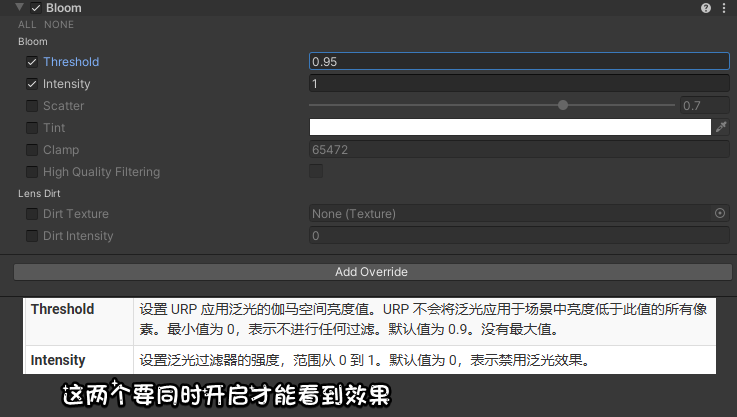 Bloom
ALL NONE
Bloom
Threshold 0.95
Intensity 1
Scatter 0.7
Tint
Clamp 65472
High Quality Filtering
Lens Dirt
Dirt Texture None (Texture)
Dirt Intensity 0
Add Override
Threshold 设置 URP 应用泛光的伽马空间亮度值。URP 不会将泛光应用于场景中亮度低于此值的所有像
素。最小值为 0，表示不进行任何过滤。默认值为 0.9。没有最大值。
Intensity 设置泛光过滤器的强度，范围从 0 到 1。默认值为 0，表示禁用泛光效果。
这两个要同时开启才能看到效果